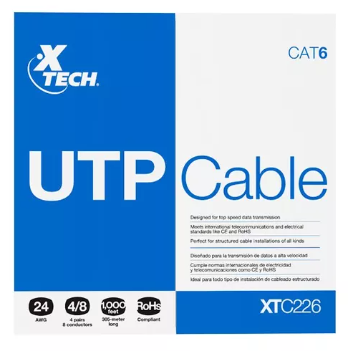 X
TECH.
CAT6
UTP Cable
Designed for top speed data transmission
Meets international telecommunications and electrical
standards like CE and RoHS
Perfect for structured cable installations of all kinds
Diseñado para la transmisión de datos a alta velocidad
Cumple normas internacionales de electricidad
y telecomunicaciones como CE y RoHS
Ideal para todo tipo de instalación de cableado estructurado
24
AWG
4/8
4 pairs
8 conductors
1,000
feet
305-meter
long
RoHS
Compliant
XTC226